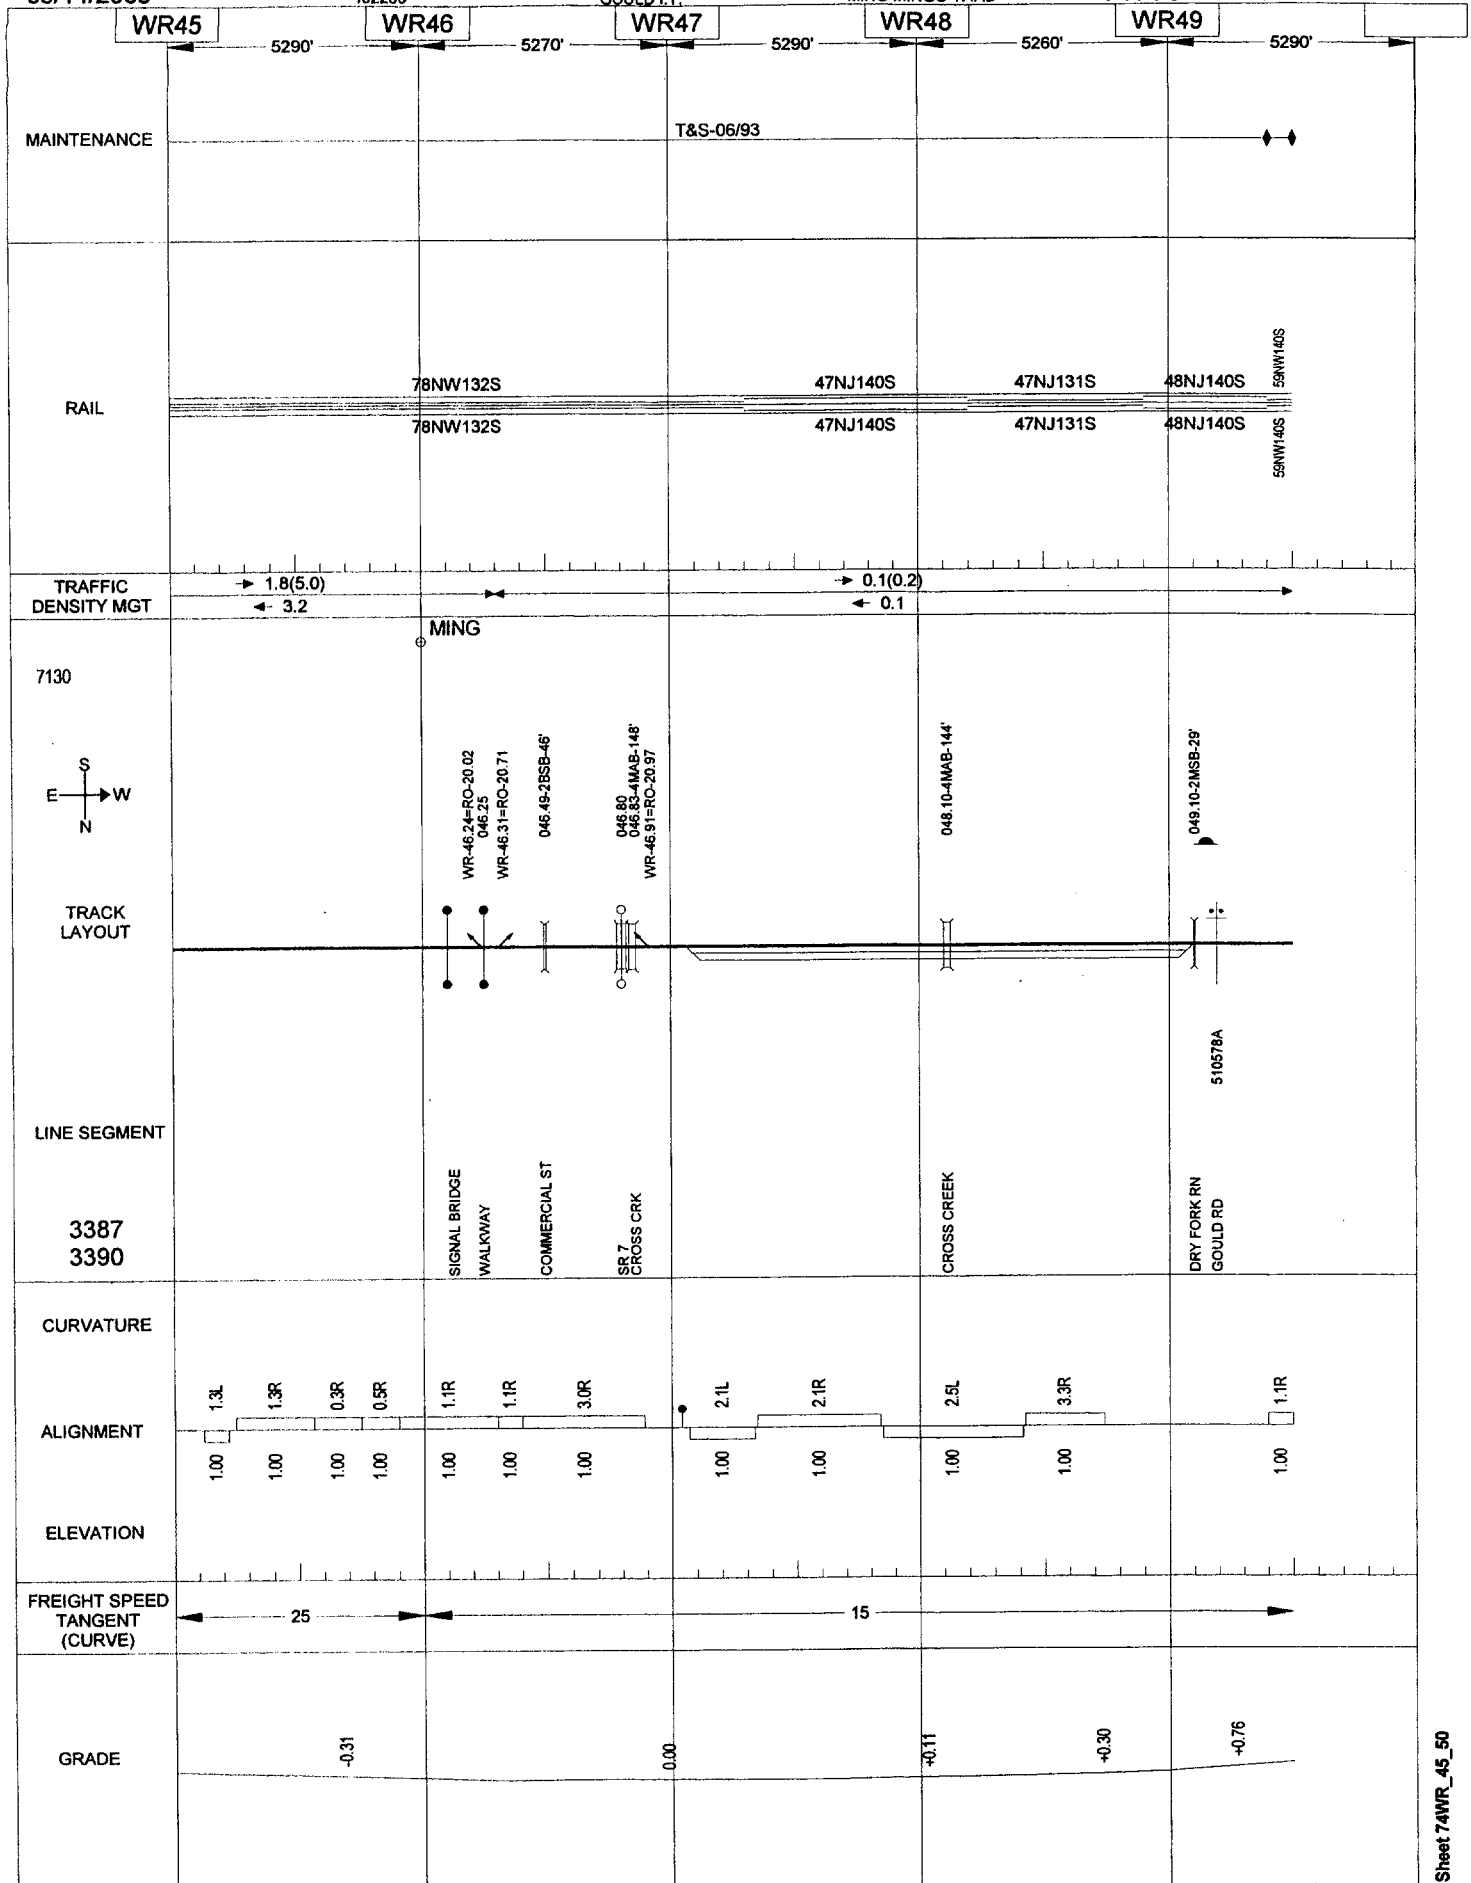 WR45 WR46 WR47 WR48 WR49
5290' 5270' 5290' 5260' 5290'
MAINTENANCE
T&S-06/93
RAIL
78NW132S 47NJ140S 47NJ131S 48NJ140S 59NW140S
78NW132S 47NJ140S 47NJ131S 48NJ140S 59NW140S
TRAFFIC
DENSITY MGT
1.8(5.0) 0.1(0.2)
3.2 0.1
MING
7130
S
E W
N
WR-46.24=RO-20.02
046.25
WR-46.31=RO-20.71
046.49-2BSB-46'
046.80
046.83-4MAB-148'
WR-46.91=RO-20.97
048.10-4MAB-144'
049.10-2MSB-29'
TRACK
LAYOUT
510578A
LINE SEGMENT
3387
3390
SIGNAL BRIDGE
WALKWAY
COMMERCIAL ST
SR 7
CROSS CRK
CROSS CREEK
DRY FORK RN
GOULD RD
CURVATURE
1.3L 1.3R 0.3R 0.5R 1.1R 1.1R 3.0R 2.1L 2.1R 2.5L 3.3R 1.1R
ALIGNMENT
1.00 1.00 1.00 1.00 1.00 1.00 1.00 1.00 1.00 1.00 1.00 1.00
ELEVATION
FREIGHT SPEED
TANGENT
(CURVE)
25 15
GRADE
-0.31 0.00 +0.11 +0.30 +0.76
Sheet 74WR_45_50